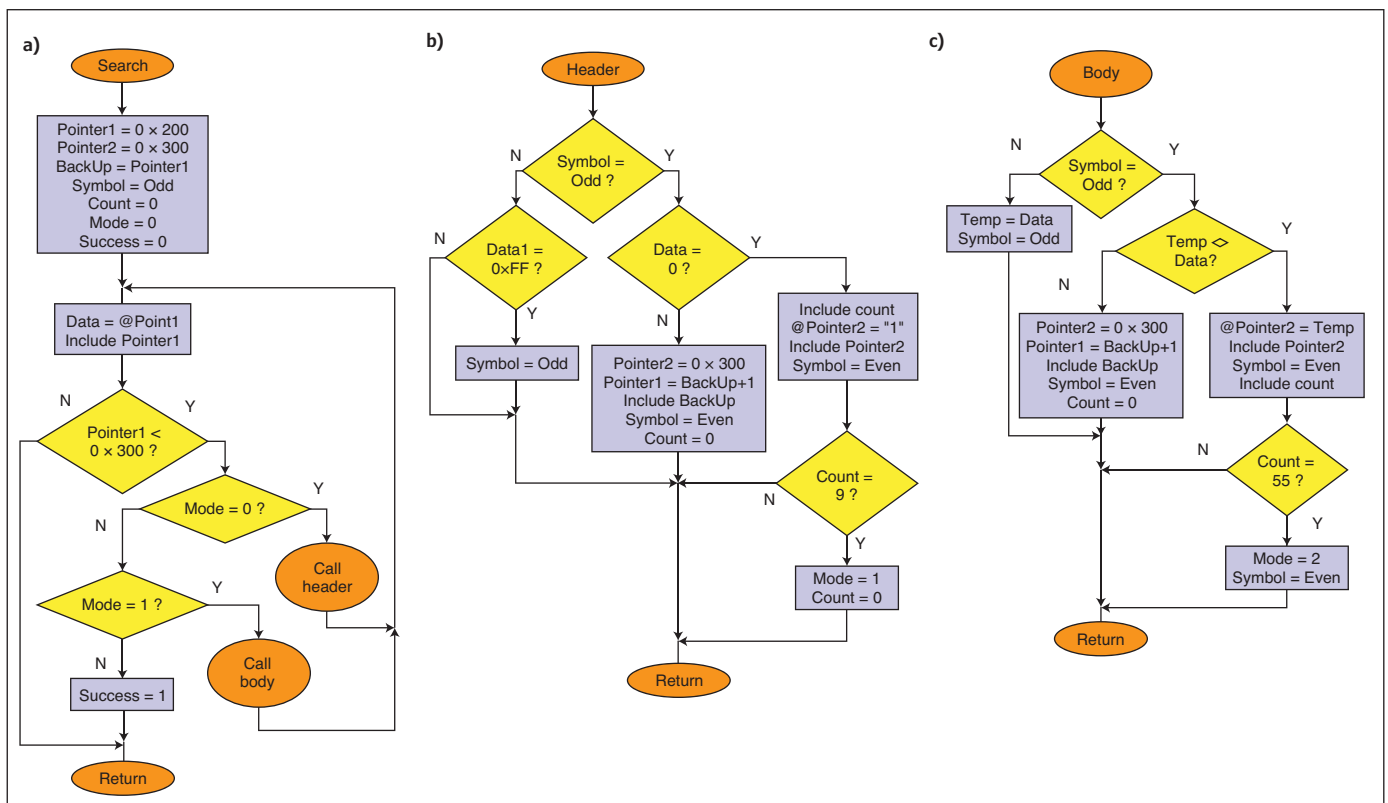 a)
Search
Pointer1 = 0 × 200
Pointer2 = 0 × 300
BackUp = Pointer1
Symbol = Odd
Count = 0
Mode = 0
Success = 0
Data = @Point1
Include Pointer1
N
Y
Pointer1 <
0 × 300 ?
Mode = 0 ?
Y
N
Call
header
Mode = 1 ?
Y
N
Call
body
Success = 1
Return
b)
Header
N
Y
Symbol =
Odd ?
N
Data1 =
0×FF ?
Y
Data =
0 ?
Y
N
Symbol = Odd
Pointer2 = 0 × 300
Pointer1 = BackUp+1
Include BackUp
Symbol = Even
Count = 0
Include count
@Pointer2 = "1"
Include Pointer2
Symbol = Even
Count =
9 ?
N
Y
Mode = 1
Count = 0
Return
c)
Body
N
Y
Symbol =
Odd ?
Temp = Data
Symbol = Odd
Temp <>
Data?
Y
N
Pointer2 = 0 × 300
Pointer1 = BackUp+1
Include BackUp
Symbol = Even
Count = 0
@Pointer2 = Temp
Include Pointer2
Symbol = Even
Include count
N
Count =
55 ?
Y
Mode = 2
Symbol = Even
Return